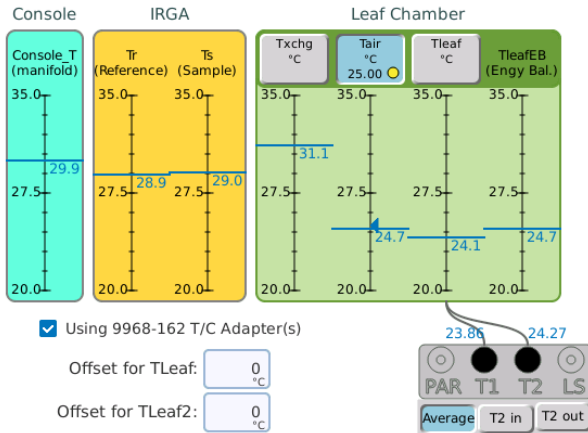 Console IRGA Leaf Chamber
Console_T
(manifold)
Tr
(Reference)
Ts
(Sample)
Txchg
°C
Tair
°C
25.00
Tleaf
°C
TleafEB
(Engy Bal.)
35.0 35.0 35.0 35.0 35.0 35.0 35.0
29.9 28.9 29.0 31.1 24.7 24.1 24.7
27.5 27.5 27.5 27.5 27.5 27.5 27.5
20.0 20.0 20.0 20.0 20.0 20.0 20.0
Using 9968-162 T/C Adapter(s)
23.86 24.27
Offset for TLeaf: 0
°C
PAR T1 T2 LS
Offset for TLeaf2: 0
°C
Average T2 in T2 out